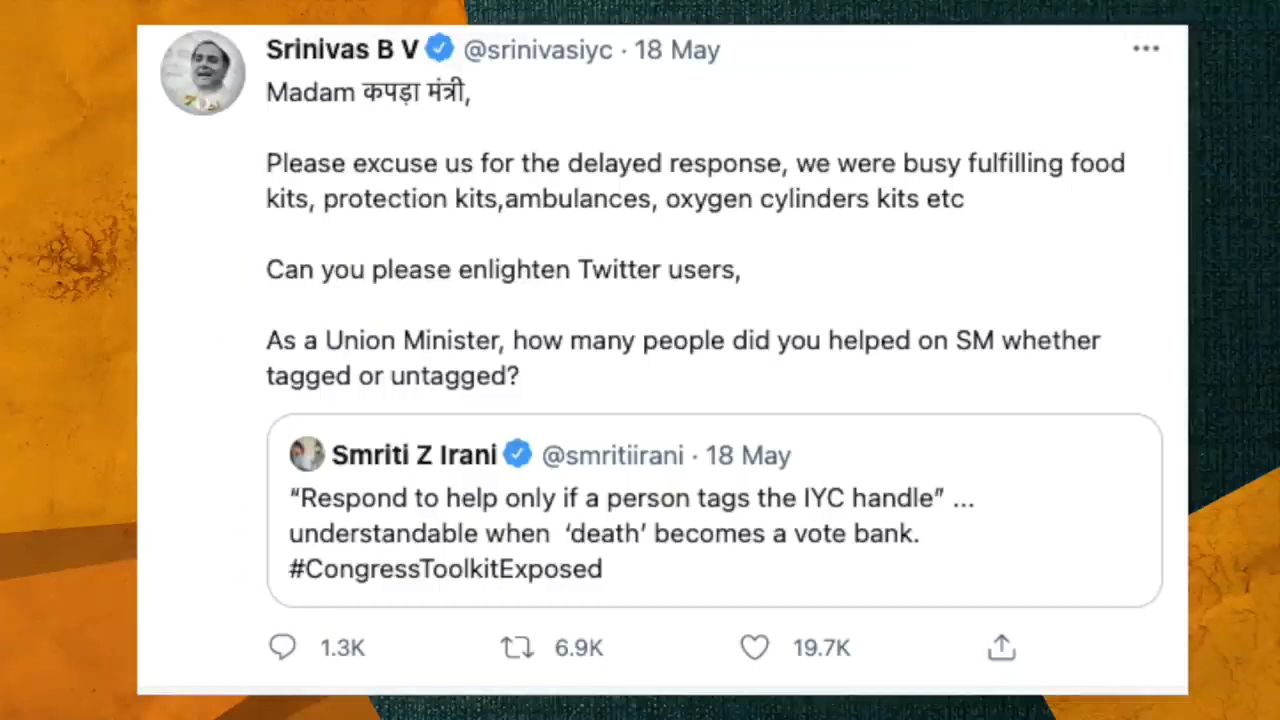 Srinivas B V @srinivasiyc · 18 May
Madam कपड़ा मंत्री,
Please excuse us for the delayed response, we were busy fulfilling food
kits, protection kits,ambulances, oxygen cylinders kits etc
Can you please enlighten Twitter users,
As a Union Minister, how many people did you helped on SM whether
tagged or untagged?
Smriti Z Irani @smritiirani · 18 May
“Respond to help only if a person tags the IYC handle” ...
understandable when ‘death’ becomes a vote bank.
#CongressToolkitExposed
1.3K 6.9K 19.7K